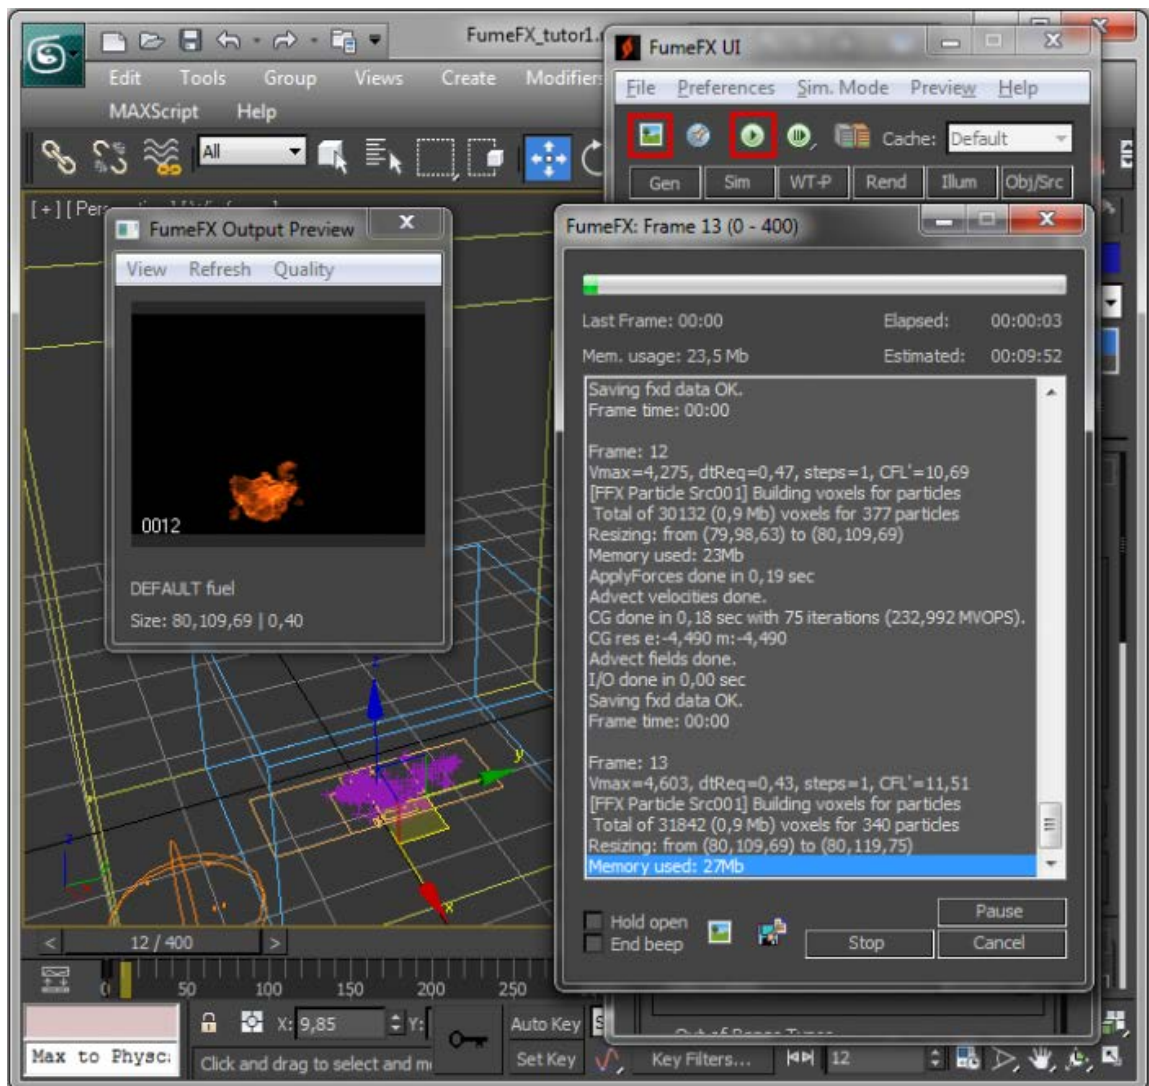 FumeFX_tutor1.
Edit Tools Group Views Create Modifiers
MAXScript Help
All
[+] [ Per
FumeFX UI
File Preferences Sim. Mode Preview Help
Cache: Default
Gen Sim WT-P Rend Illum Obj/Src
FumeFX Output Preview
View Refresh Quality
0012
DEFAULT fuel
Size: 80,109,69 | 0,40
FumeFX: Frame 13 (0 - 400)
Last Frame: 00:00 Elapsed: 00:00:03
Mem. usage: 23,5 Mb Estimated: 00:09:52
Saving fxd data OK.
Frame time: 00:00
Frame: 12
Vmax=4,275, dtReq=0,47, steps=1, CFL'=10,69
[FFX Particle Src001] Building voxels for particles
Total of 30132 (0,9 Mb) voxels for 377 particles
Resizing: from (79,98,63) to (80,109,69)
Memory used: 23Mb
ApplyForces done in 0,19 sec
Advect velocities done.
CG done in 0,18 sec with 75 iterations (232,992 MVOPS).
CG res e:-4,490 m:-4,490
Advect fields done.
I/O done in 0,00 sec
Saving fxd data OK.
Frame time: 00:00
Frame: 13
Vmax=4,603, dtReq=0,43, steps=1, CFL'=11,51
[FFX Particle Src001] Building voxels for particles
Total of 31842 (0,9 Mb) voxels for 340 particles
Resizing: from (80,109,69) to (80,119,75)
Memory used: 27Mb
Hold open
End beep
Pause
Stop Cancel
z
y
x
z
< 12 / 400 >
0 50 100 150 200 250
X: 9,85 Y: Auto Key
Max to Physc: Click and drag to select and m Set Key Key Filters... 12